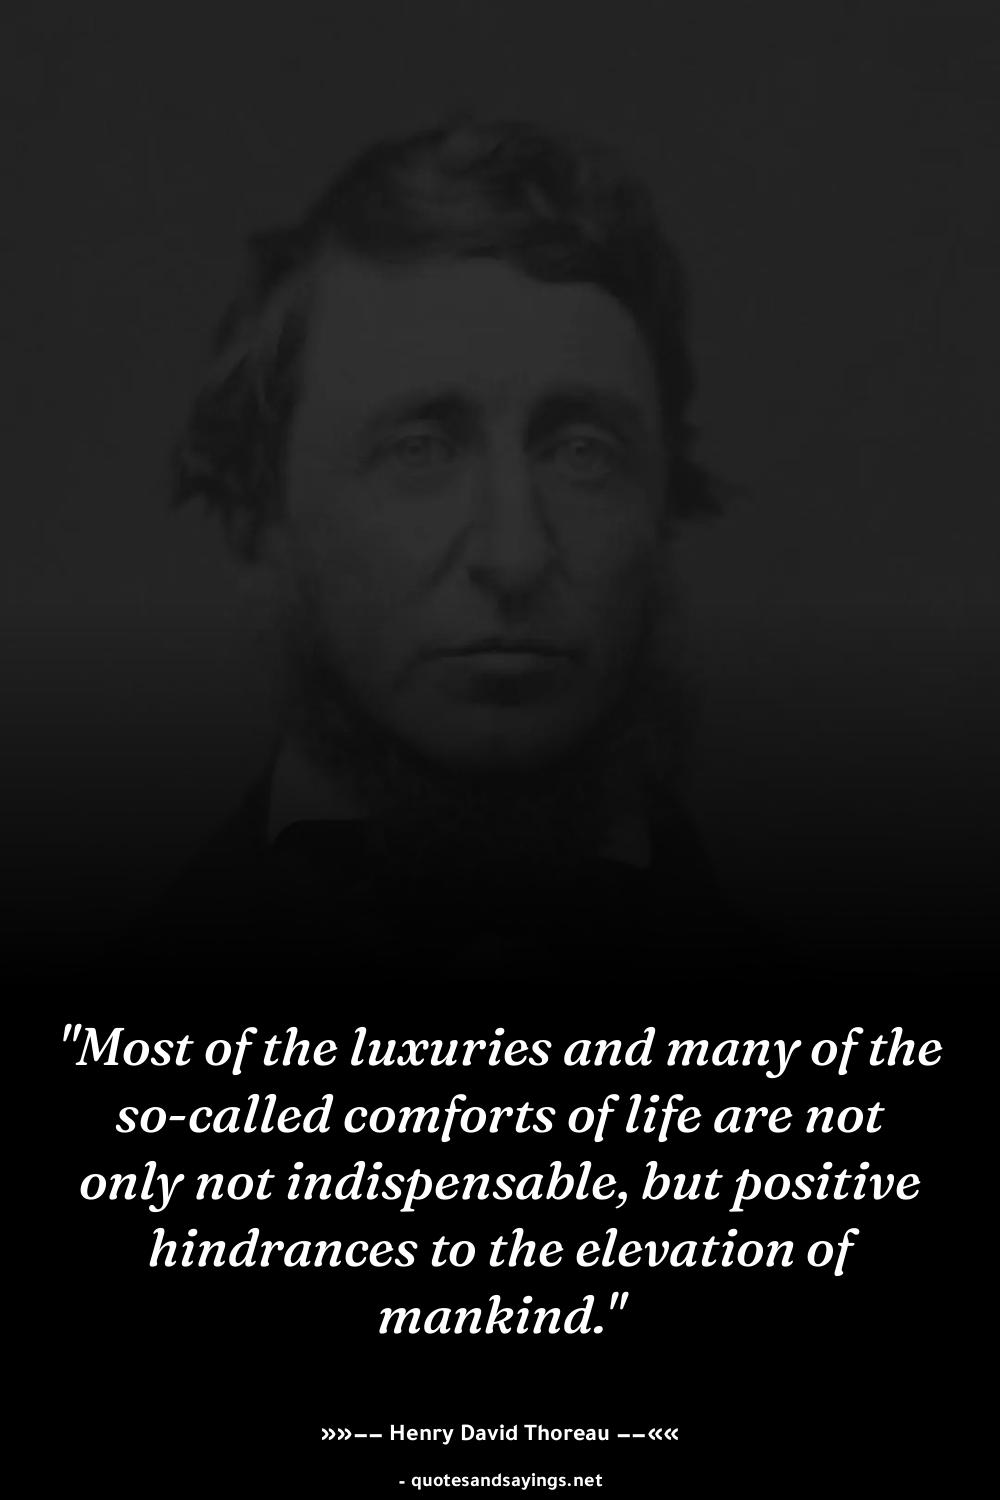 "Most of the luxuries and many of the
so-called comforts of life are not
only not indispensable, but positive
hindrances to the elevation of
mankind."
»»–– Henry David Thoreau ––««
- quotesandsayings.net